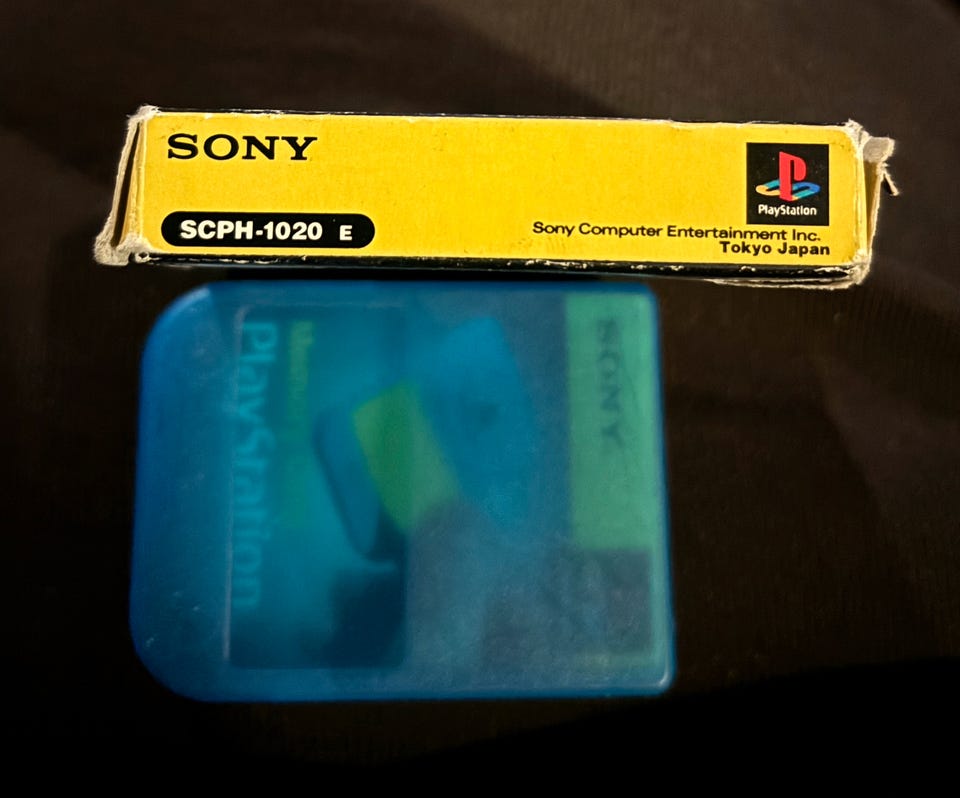 SONY
PlayStation
SCPH-1020 E
Sony Computer Entertainment Inc.
Tokyo Japan
PlayStation
SONY